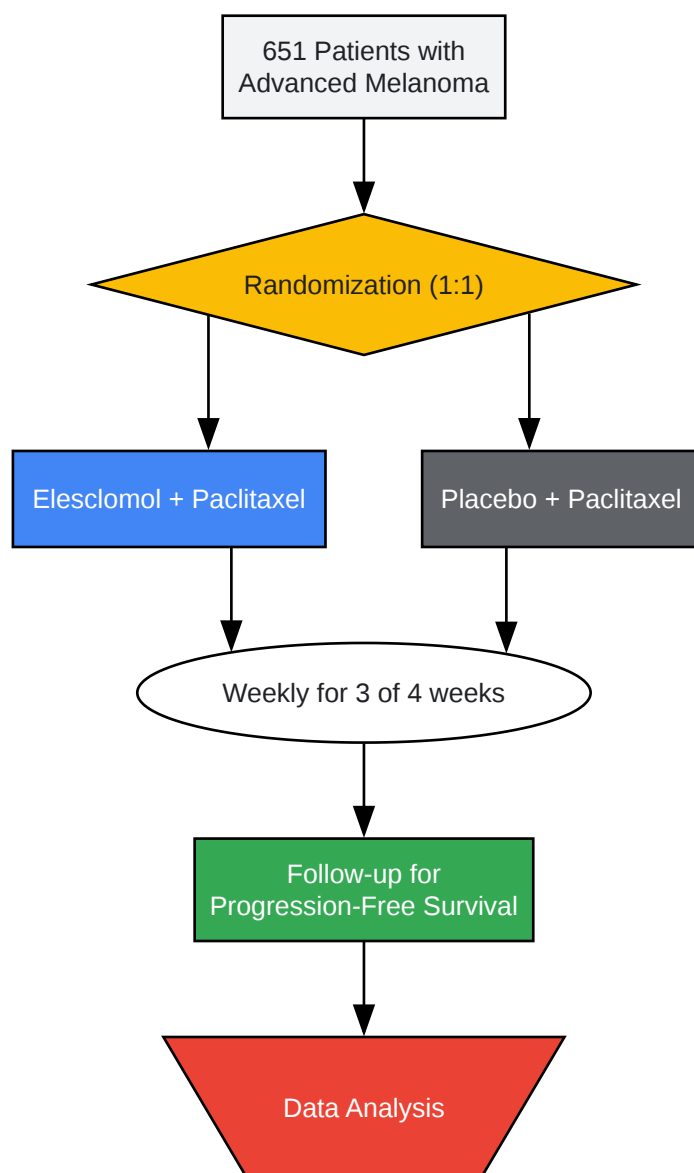 651 Patients with
Advanced Melanoma
Randomization (1:1)
Elesclomol + Paclitaxel
Placebo + Paclitaxel
Weekly for 3 of 4 weeks
Follow-up for
Progression-Free Survival
Data Analysis